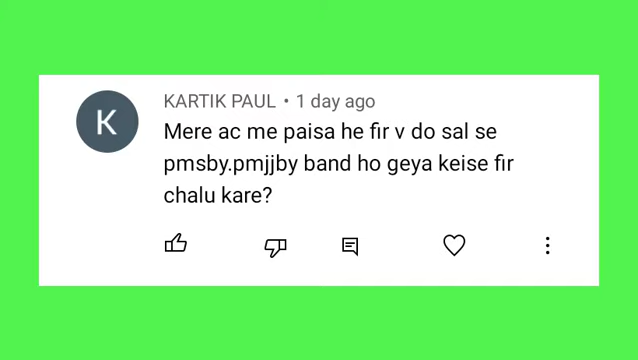 K
KARTIK PAUL • 1 day ago
Mere ac me paisa he fir v do sal se
pmsby.pmjjby band ho geya keise fir
chalu kare?